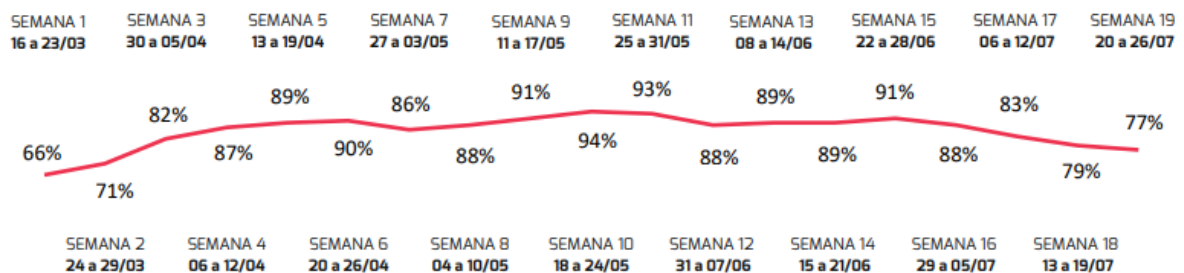 SEMANA 1 SEMANA 3 SEMANA 5 SEMANA 7 SEMANA 9 SEMANA 11 SEMANA 13 SEMANA 15 SEMANA 17 SEMANA 19
16 a 23/03 30 a 05/04 13 a 19/04 27 a 03/05 11 a 17/05 25 a 31/05 08 a 14/06 22 a 28/06 06 a 12/07 20 a 26/07
66% 82% 89% 86% 91% 93% 89% 91% 83% 77%
71% 87% 90% 88% 94% 88% 89% 88% 79%
SEMANA 2 SEMANA 4 SEMANA 6 SEMANA 8 SEMANA 10 SEMANA 12 SEMANA 14 SEMANA 16 SEMANA 18
24 a 29/03 06 a 12/04 20 a 26/04 04 a 10/05 18 a 24/05 31 a 07/06 15 a 21/06 29 a 05/07 13 a 19/07